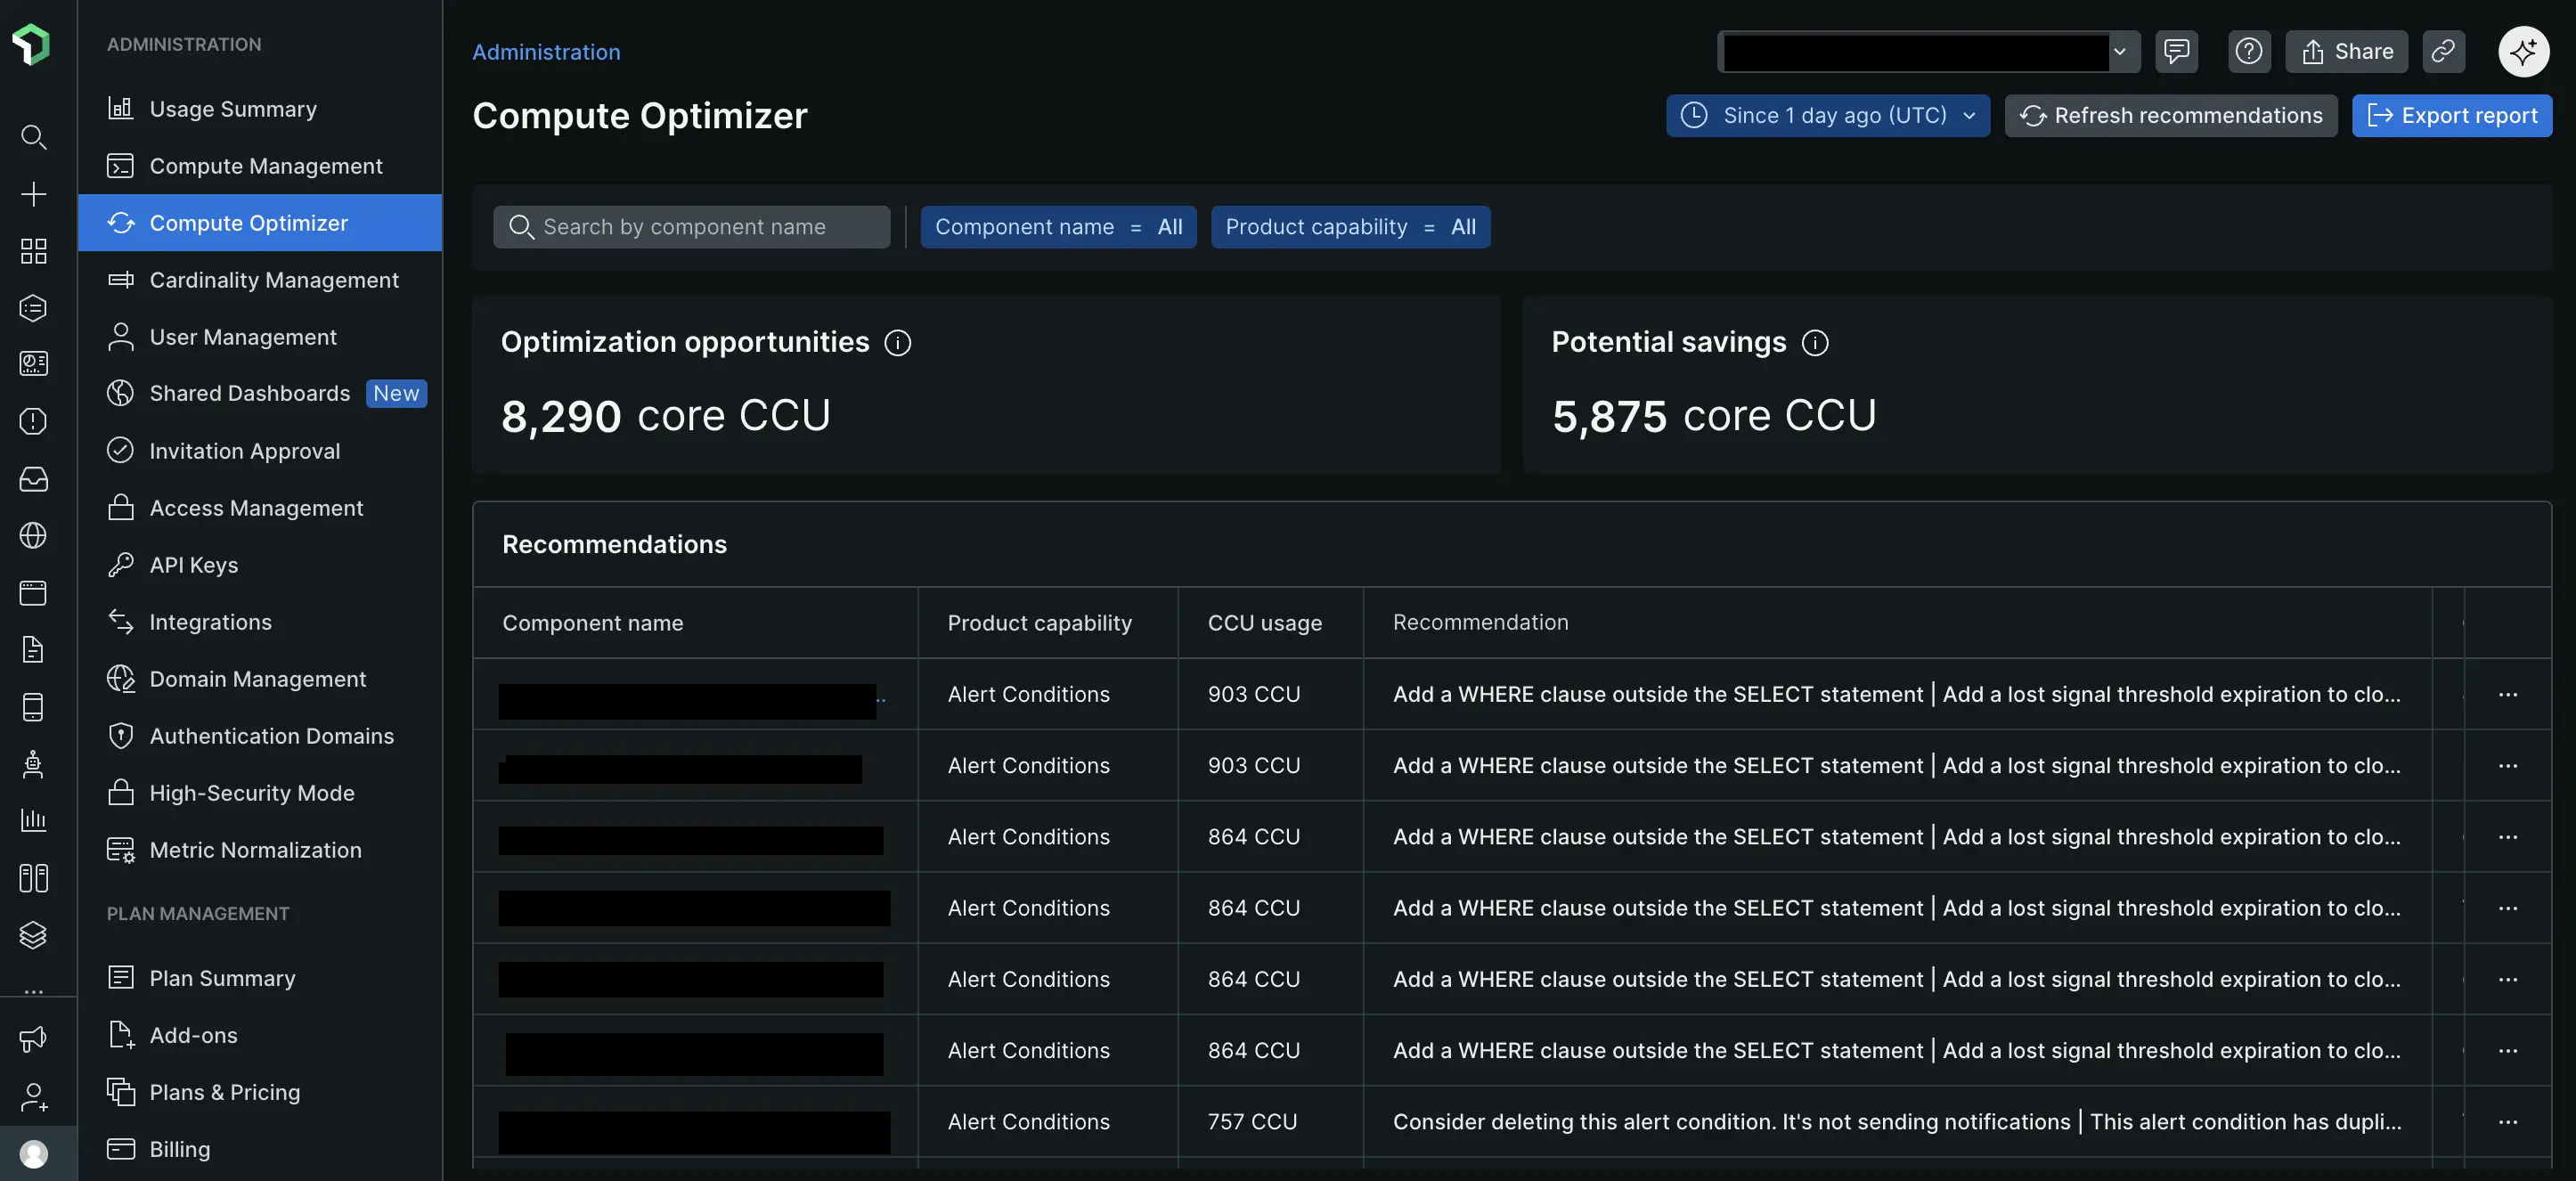 ADMINISTRATION
Usage Summary
Compute Management
Compute Optimizer
Cardinality Management
User Management
Shared Dashboards New
Invitation Approval
Access Management
API Keys
Integrations
Domain Management
Authentication Domains
High-Security Mode
Metric Normalization
PLAN MANAGEMENT
Plan Summary
Add-ons
Plans & Pricing
Billing
Administration
Share
Compute Optimizer
Since 1 day ago (UTC)
Refresh recommendations
Export report
Search by component name
Component name = All
Product capability = All
Optimization opportunities
8,290 core CCU
Potential savings
5,875 core CCU
Recommendations
Component name Product capability CCU usage Recommendation
Alert Conditions 903 CCU Add a WHERE clause outside the SELECT statement | Add a lost signal threshold expiration to clo...
Alert Conditions 903 CCU Add a WHERE clause outside the SELECT statement | Add a lost signal threshold expiration to clo...
Alert Conditions 864 CCU Add a WHERE clause outside the SELECT statement | Add a lost signal threshold expiration to clo...
Alert Conditions 864 CCU Add a WHERE clause outside the SELECT statement | Add a lost signal threshold expiration to clo...
Alert Conditions 864 CCU Add a WHERE clause outside the SELECT statement | Add a lost signal threshold expiration to clo...
Alert Conditions 864 CCU Add a WHERE clause outside the SELECT statement | Add a lost signal threshold expiration to clo...
Alert Conditions 757 CCU Consider deleting this alert condition. It's not sending notifications | This alert condition has dupli...